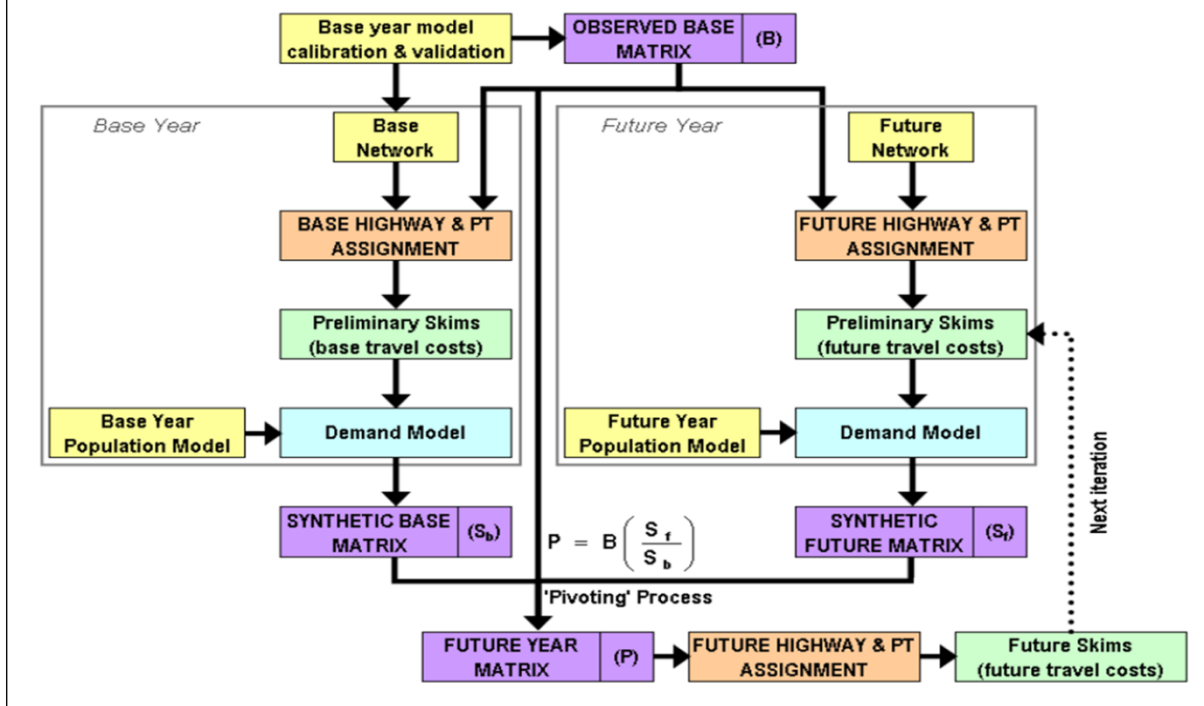 Base year model
calibration & validation
OBSERVED BASE
MATRIX
(B)
Base Year
Base
Network
BASE HIGHWAY & PT
ASSIGNMENT
Preliminary Skims
(base travel costs)
Base Year
Population Model
Demand Model
SYNTHETIC BASE
MATRIX
(Sb)
Future Year
Future
Network
FUTURE HIGHWAY & PT
ASSIGNMENT
Preliminary Skims
(future travel costs)
Future Year
Population Model
Demand Model
SYNTHETIC
FUTURE MATRIX
(Sf)
Next iteration
P = B ( S f / S b )
'Pivoting' Process
FUTURE YEAR
MATRIX
(P)
FUTURE HIGHWAY & PT
ASSIGNMENT
Future Skims
(future travel costs)